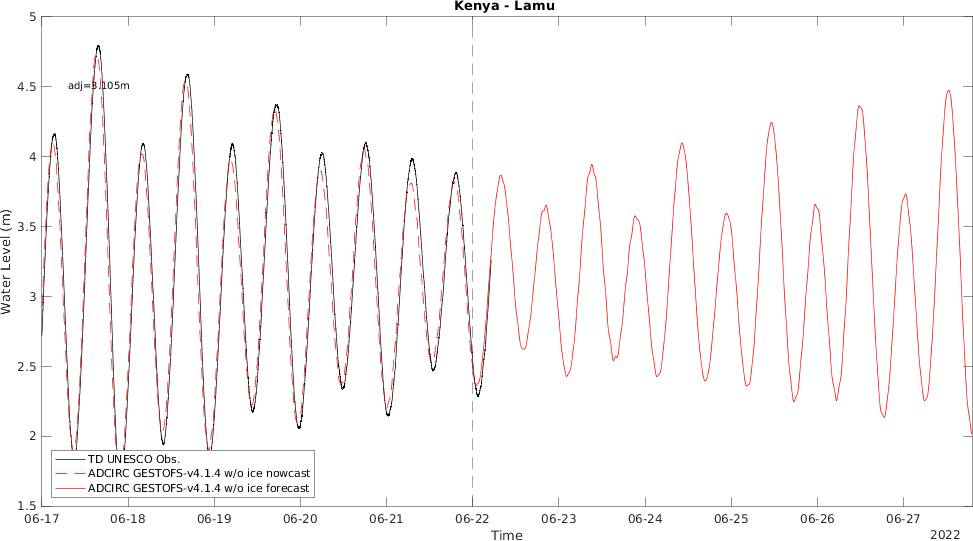 Kenya - Lamu
5
4.5
4
3.5
3
2.5
2
1.5
Water Level (m)
adj=3.105m
TD UNESCO Obs.
ADCIRC GESTOFS-v4.1.4 w/o ice nowcast
ADCIRC GESTOFS-v4.1.4 w/o ice forecast
06-17 06-18 06-19 06-20 06-21 06-22 06-23 06-24 06-25 06-26 06-27
Time
2022